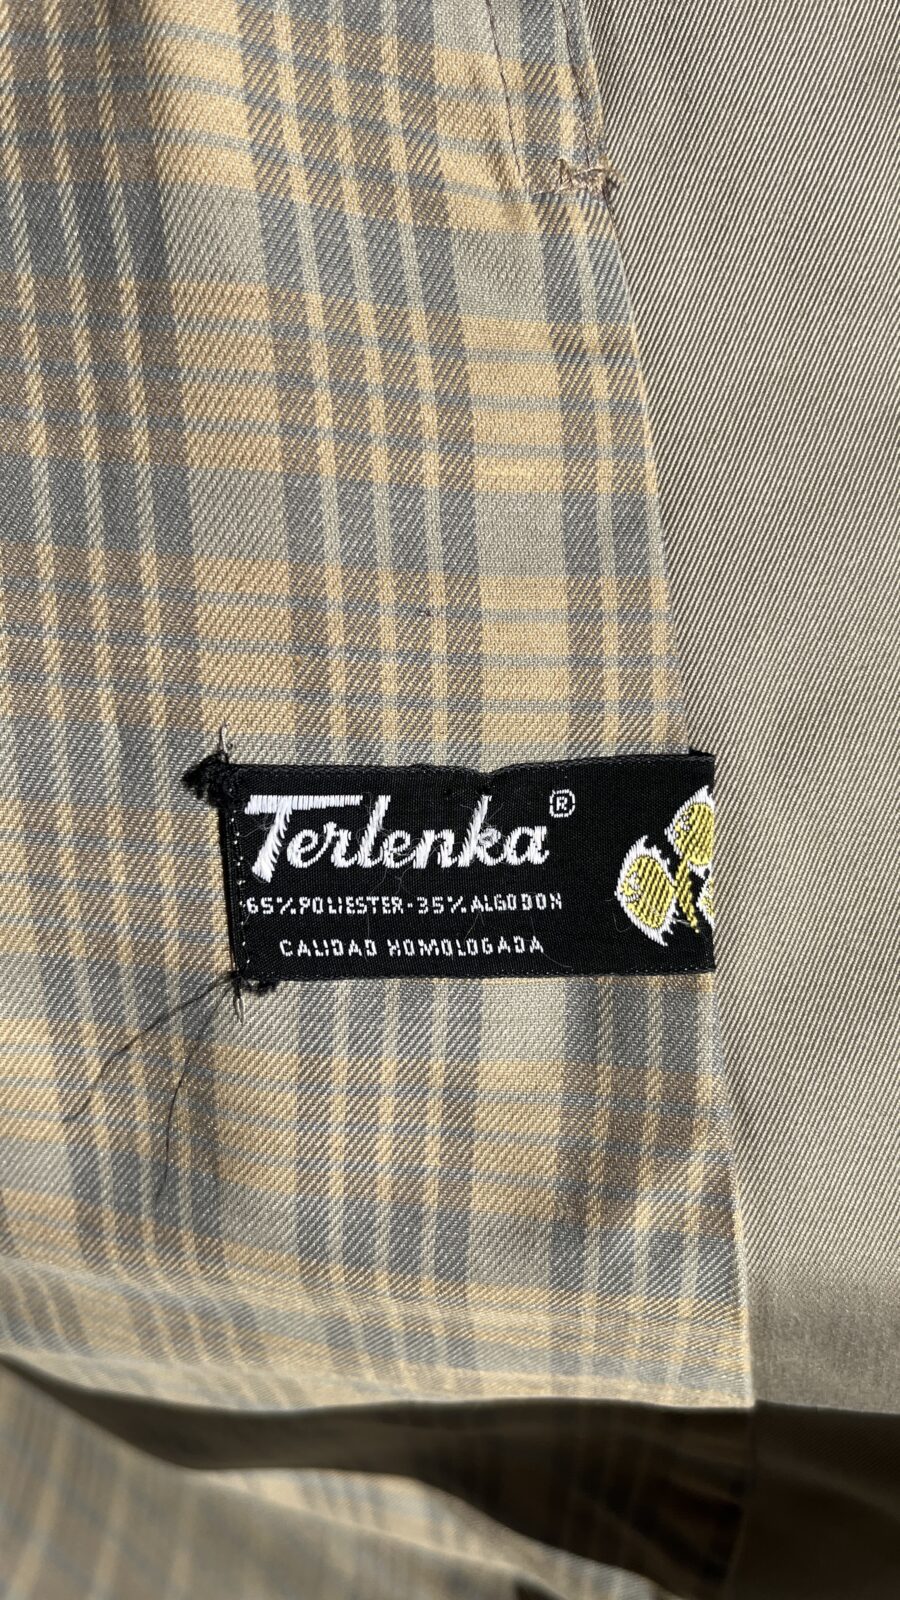 Terlenka ®
65% POLIESTER-35% ALGODON
CALIDAD HOMOLOGADA